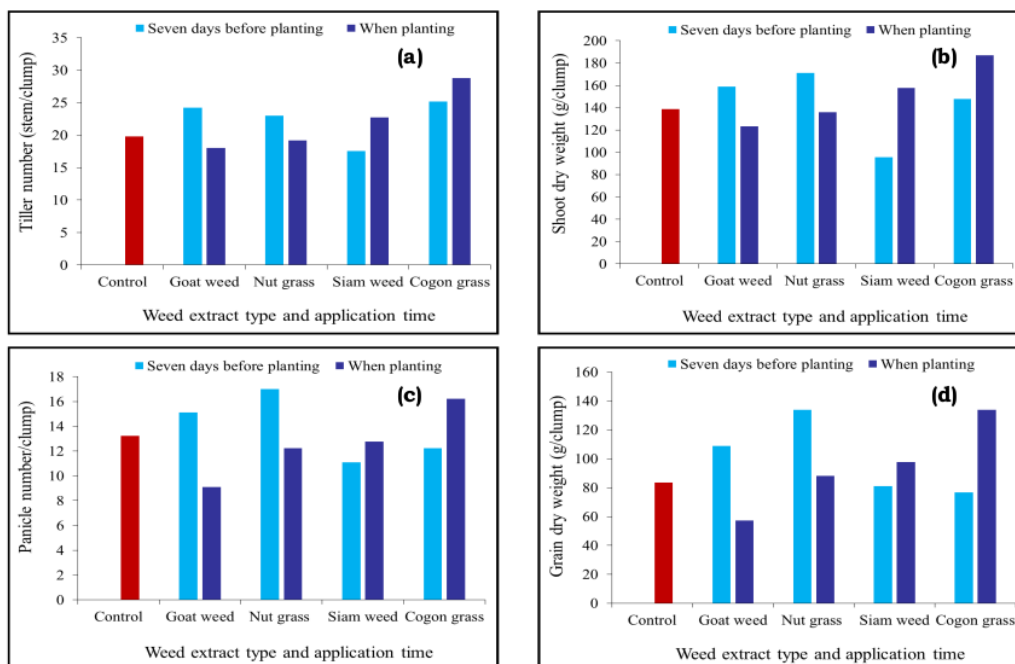 Seven days before planting When planting
(a)
Tiller number (stem/clump)
35
30
25
20
15
10
5
0
Control Goat weed Nut grass Siam weed Cogon grass
Weed extract type and application time
Seven days before planting When planting
(b)
Shoot dry weight (g/clump)
200
180
160
140
120
100
80
60
40
20
0
Control Goat weed Nut grass Siam weed Cogon grass
Weed extract type and application time
Seven days before planting When planting
(c)
Panicle number/clump)
18
16
14
12
10
8
6
4
2
0
Control Goat weed Nut grass Siam weed Cogon grass
Weed extract type and application time
Seven days before planting When planting
(d)
Grain dry weight (g/clump)
160
140
120
100
80
60
40
20
0
Control Goat weed Nut grass Siam weed Cogon grass
Weed extract type and application time